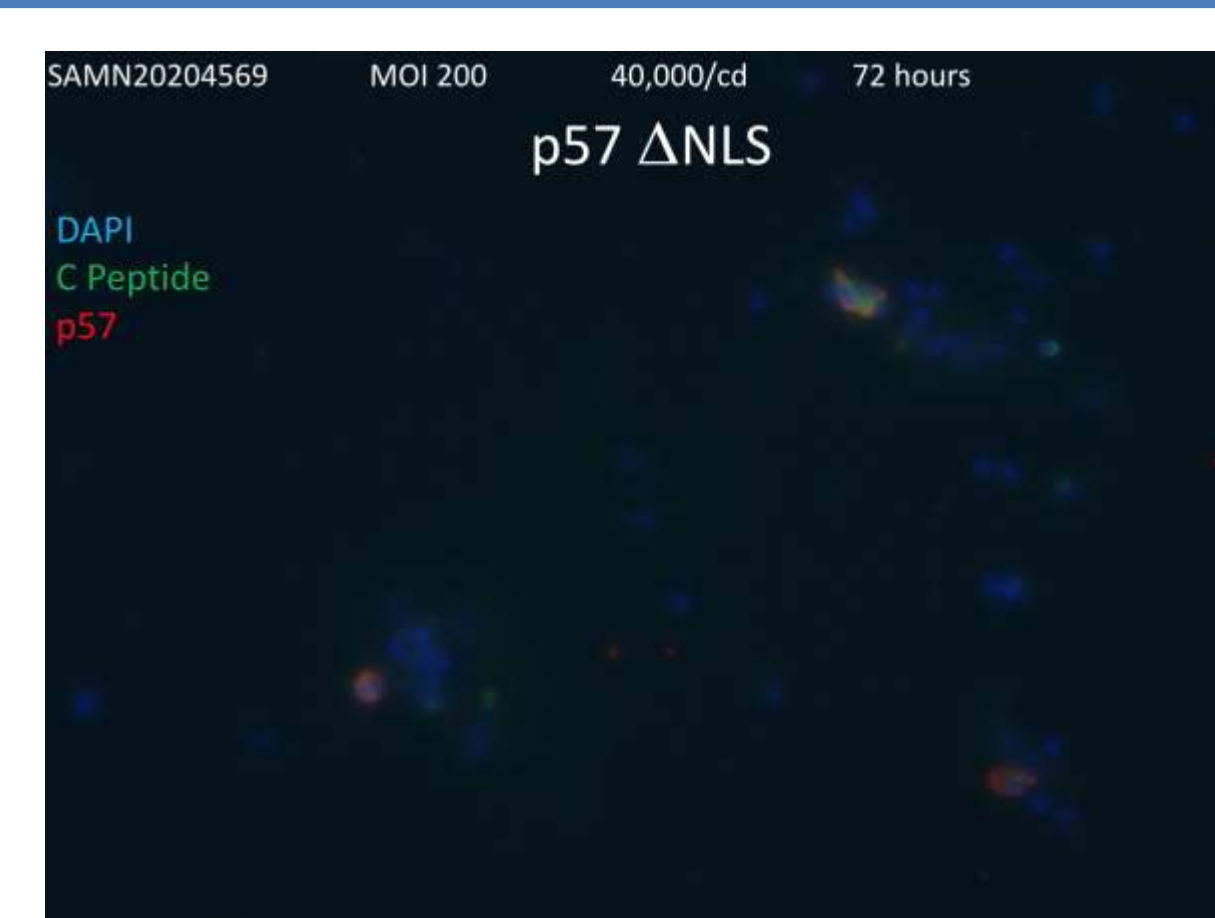 SAMN20204569 MOI 200 40,000/cd 72 hours
p57 ΔNLS
DAPI
C Peptide
p57